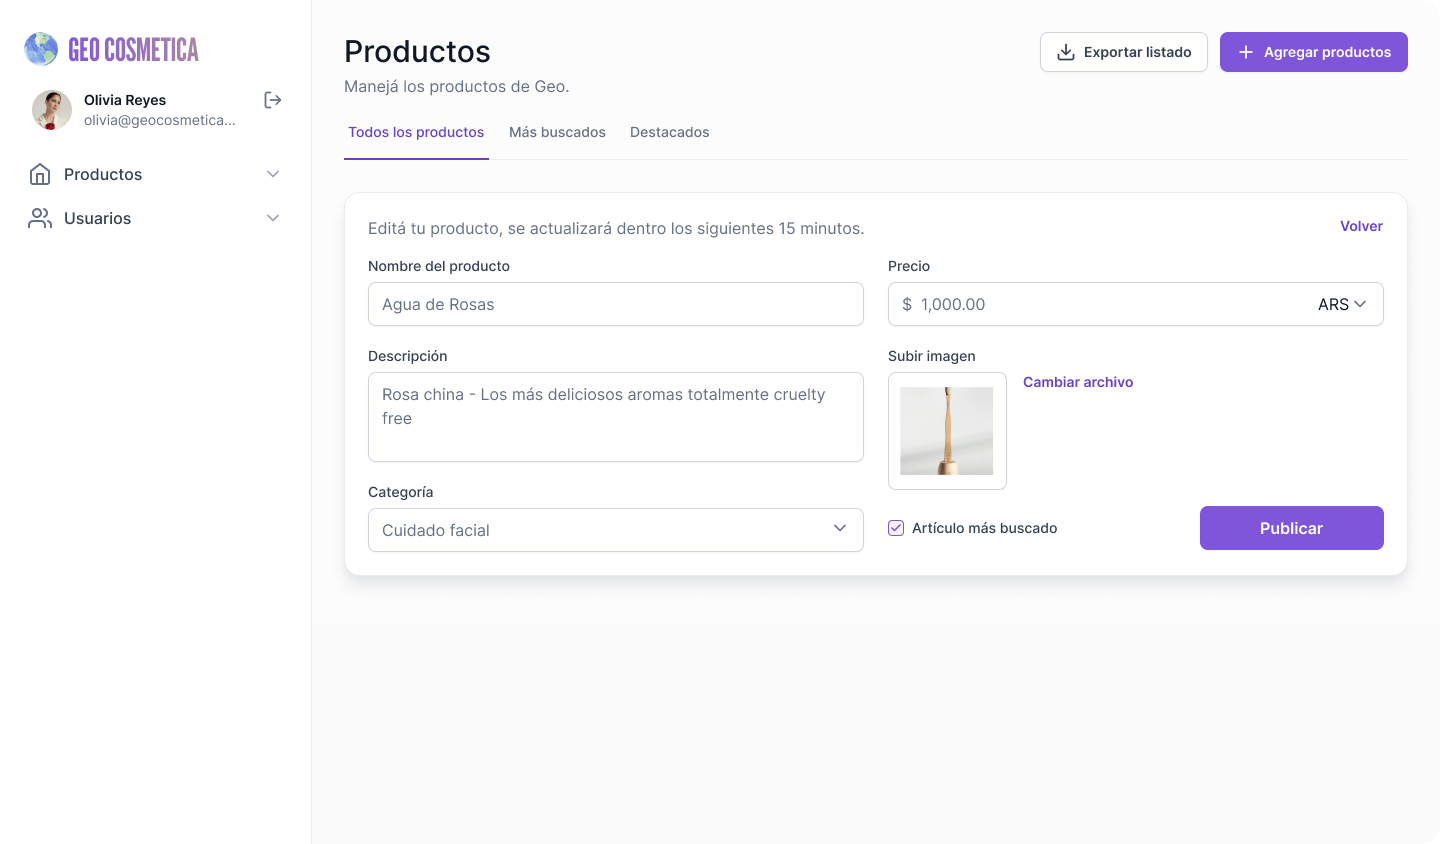 GEO COSMETICA
Olivia Reyes
olivia@geocosmetica...
Productos
Usuarios
Productos
Manejá los productos de Geo.
Exportar listado
Agregar productos
Todos los productos
Más buscados
Destacados
Editá tu producto, se actualizará dentro los siguientes 15 minutos.
Volver
Nombre del producto
Agua de Rosas
Precio
$ 1,000.00
ARS
Descripción
Rosa china - Los más deliciosos aromas totalmente cruelty
free
Subir imagen
Cambiar archivo
Categoría
Cuidado facial
Artículo más buscado
Publicar